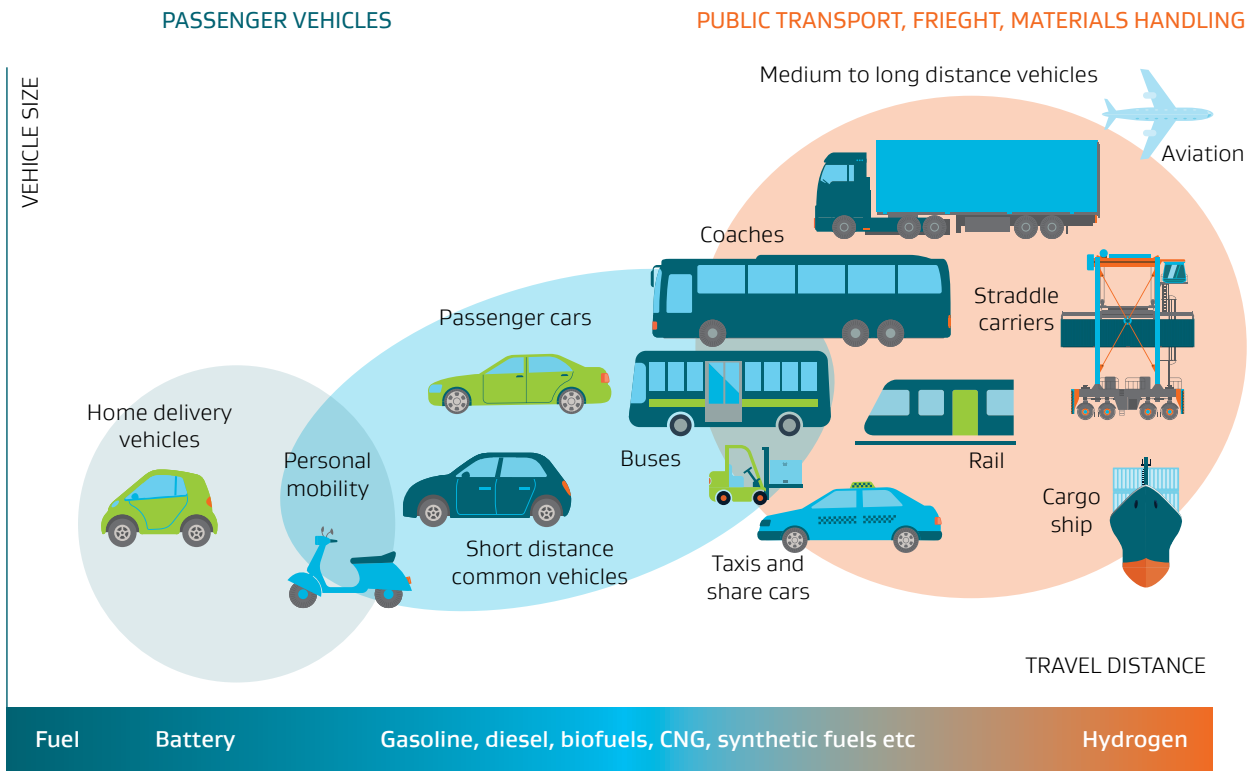 PASSENGER VEHICLES
PUBLIC TRANSPORT, FRIEGHT, MATERIALS HANDLING
VEHICLE SIZE
Medium to long distance vehicles
Aviation
Coaches
Straddle
carriers
Passenger cars
Home delivery
vehicles
Personal
mobility
Buses
Rail
Cargo
ship
Short distance
common vehicles
Taxis and
share cars
TRAVEL DISTANCE
Fuel
Battery
Gasoline, diesel, biofuels, CNG, synthetic fuels etc
Hydrogen